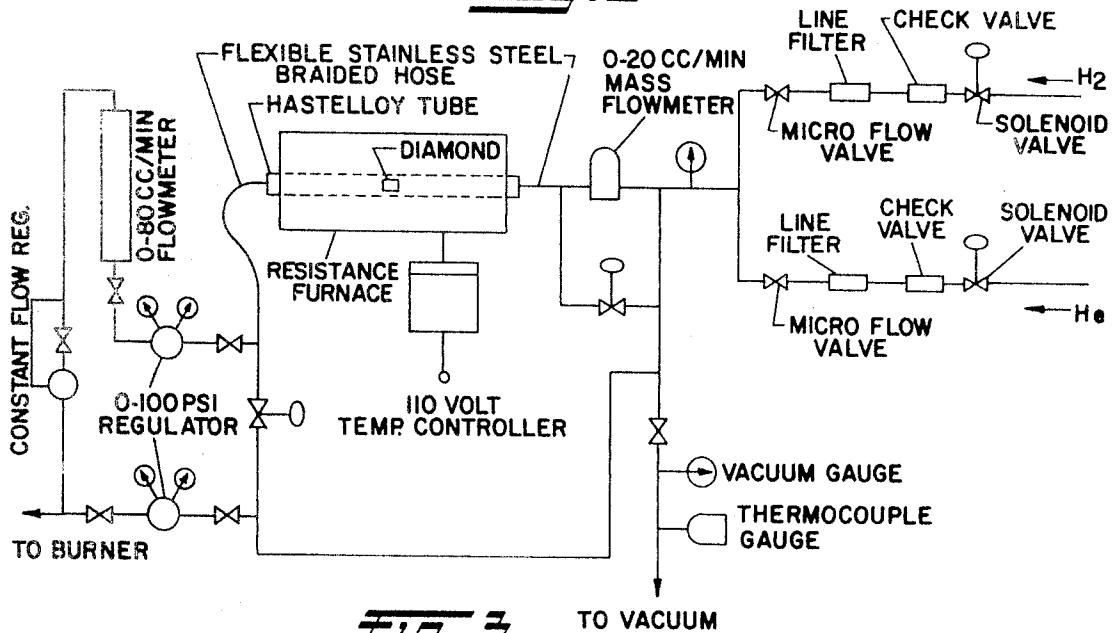 LINE
FILTER
CHECK VALVE
H2
MICRO FLOW
VALVE
SOLENOID
VALVE
FLEXIBLE STAINLESS STEEL
BRAIDED HOSE
HASTELLOY TUBE
DIAMOND
0-20 CC/MIN
MASS
FLOWMETER
0-80 CC/MIN
FLOWMETER
CONSTANT FLOW REG.
RESISTANCE
FURNACE
LINE
FILTER
CHECK
VALVE
SOLENOID
VALVE
He
MICRO FLOW
VALVE
0-100 PSI
REGULATOR
110 VOLT
TEMP. CONTROLLER
VACUUM GAUGE
THERMOCOUPLE
GAUGE
TO BURNER
TO VACUUM